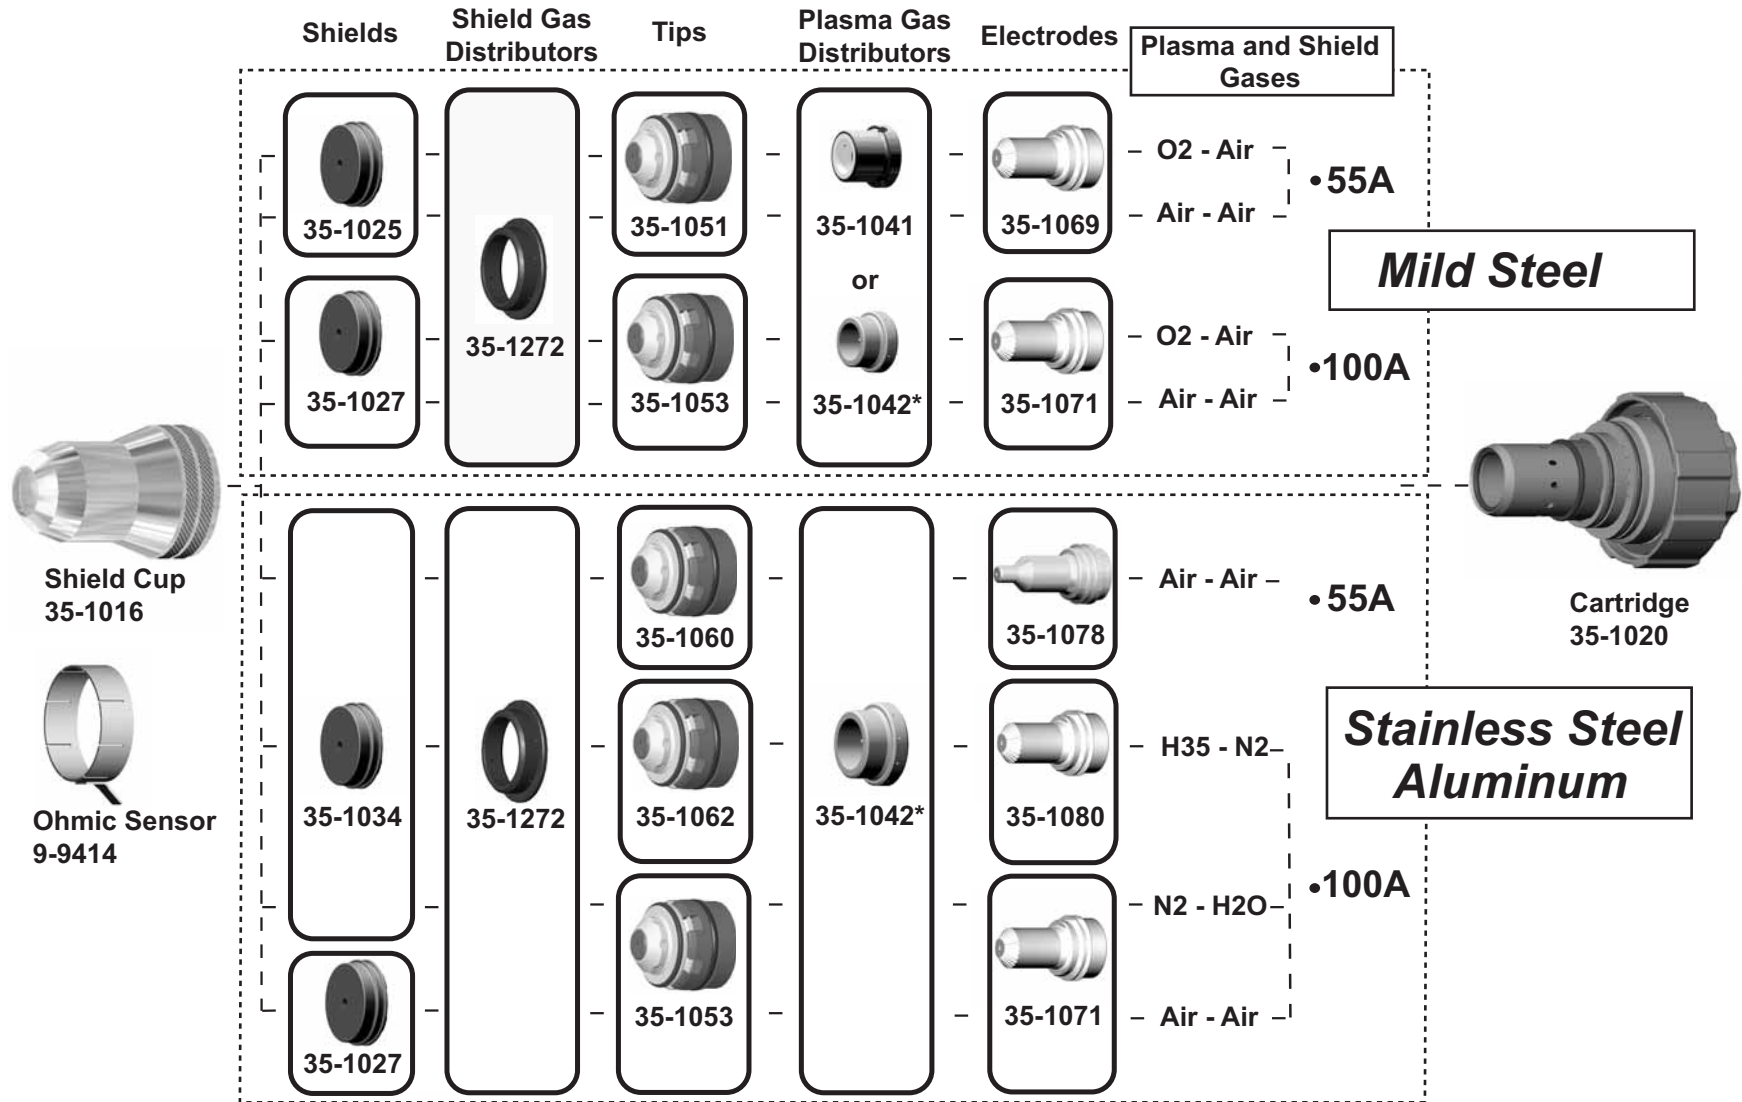 Shields
Shield Gas
Distributors
Tips
Plasma Gas
Distributors
Electrodes
Plasma and Shield
Gases
35-1025
35-1051
35-1041
35-1069
O2 - Air
Air - Air
•55A
or
Mild Steel
35-1027
35-1272
35-1053
35-1042*
35-1071
O2 - Air
Air - Air
•100A
Shield Cup
35-1016
Cartridge
35-1020
35-1060
35-1078
Air - Air
•55A
Ohmic Sensor
9-9414
35-1034
35-1272
35-1062
35-1042*
35-1080
H35 - N2
Stainless Steel
Aluminum
N2 - H2O
•100A
35-1027
35-1053
35-1071
Air - Air